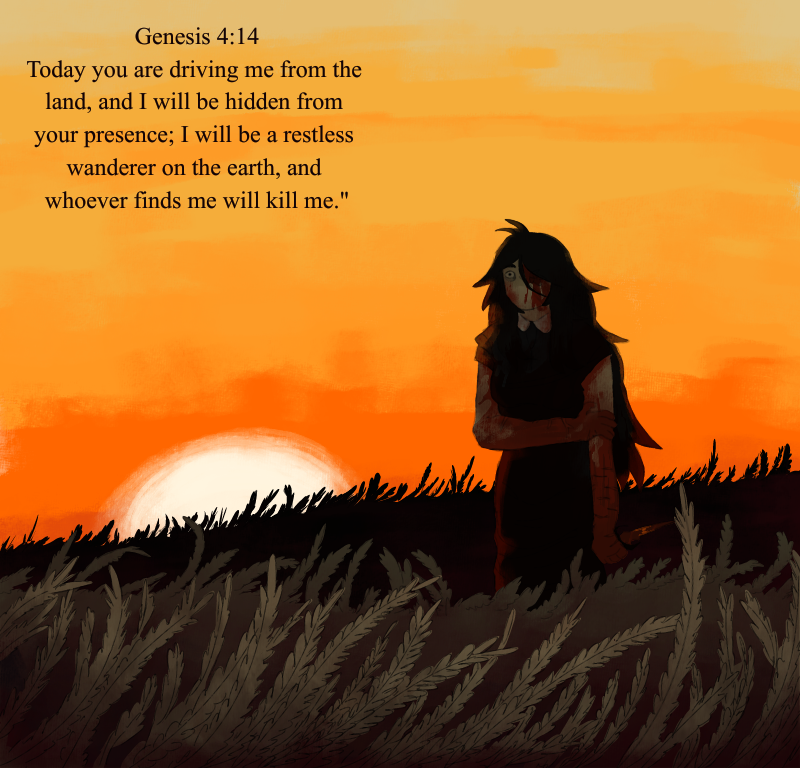 Genesis 4:14
Today you are driving me from the
land, and I will be hidden from
your presence; I will be a restless
wanderer on the earth, and
whoever finds me will kill me."